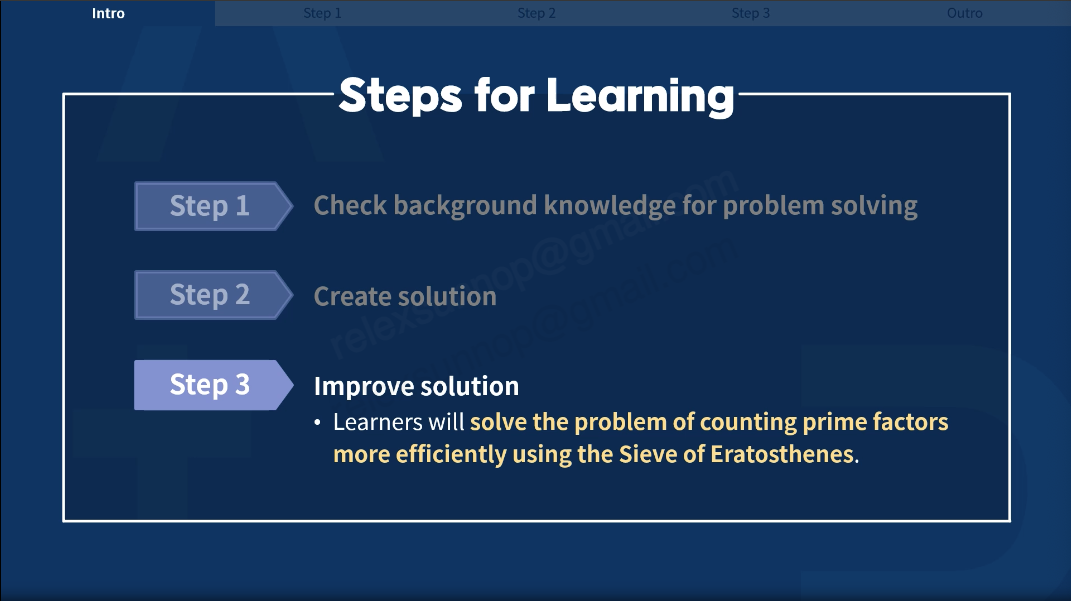 Intro
Step 1
Step 2
Step 3
Outro
Steps for Learning
Step 1
Check background knowledge for problem solving
Step 2
Create solution
Step 3
Improve solution
• Learners will solve the problem of counting prime factors
more efficiently using the Sieve of Eratosthenes.